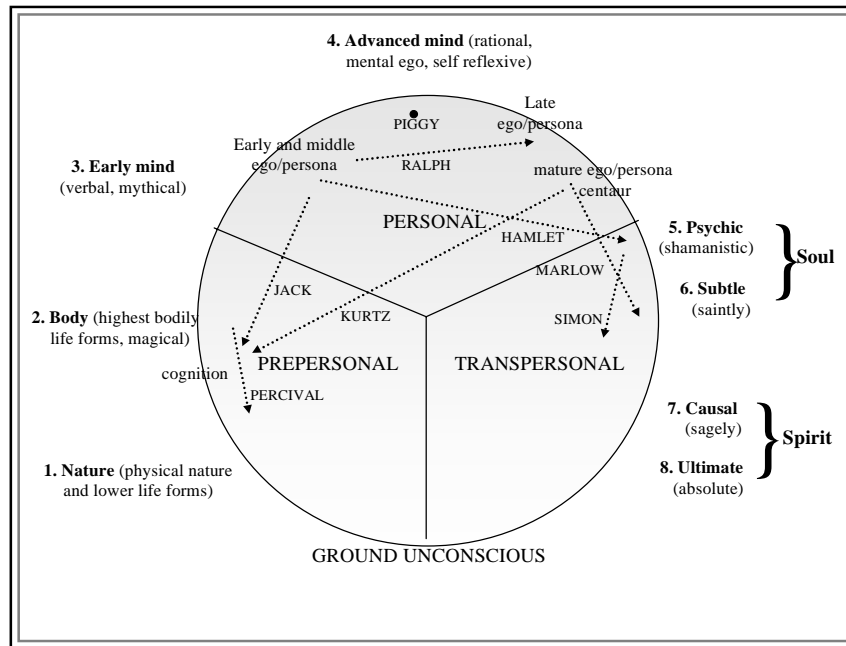 4. Advanced mind (rational,
mental ego, self reflexive)
Late
ego/persona
PIGGY
Early and middle
ego/persona
RALPH
3. Early mind
(verbal, mythical)
mature ego/persona
centaur
PERSONAL
HAMLET
5. Psychic
(shamanistic)
Soul
MARLOW
6. Subtle
(saintly)
JACK
KURTZ
SIMON
2. Body (highest bodily
life forms, magical)
PREPERSONAL
TRANSPERSONAL
cognition
PERCIVAL
7. Causal
(sagely)
Spirit
8. Ultimate
(absolute)
1. Nature (physical nature
and lower life forms)
GROUND UNCONSCIOUS